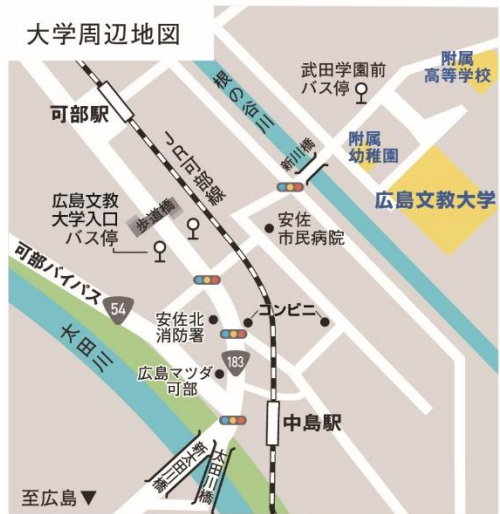 大学周辺地図
附属
高等学校
武田学園前
バス停
根の谷川
可部駅
JR可部線
新川橋
附属
幼稚園
広島文教大学
広島文教
大学入口
バス停
歩道橋
安佐
市民病院
可部バイパス
54
コンビニ
安佐北
消防署
太田川
183
広島マツダ
可部
中島駅
新太田川橋
太田川橋
至広島▼